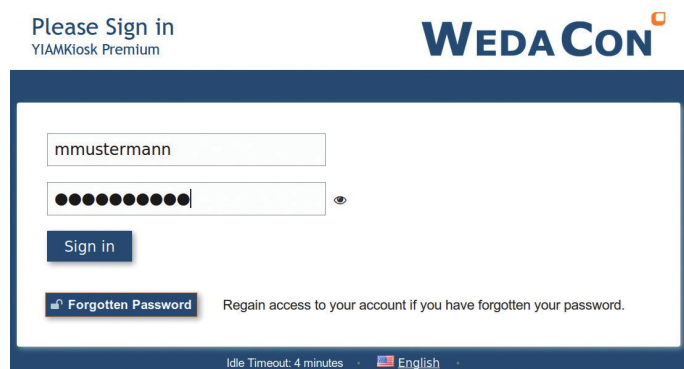 Please Sign in
YIAMKiosk Premium
WEDACON
mmustermann
●●●●●●●●●●
Sign in
Forgotten Password
Regain access to your account if you have forgotten your password.
Idle Timeout: 4 minutes • English •